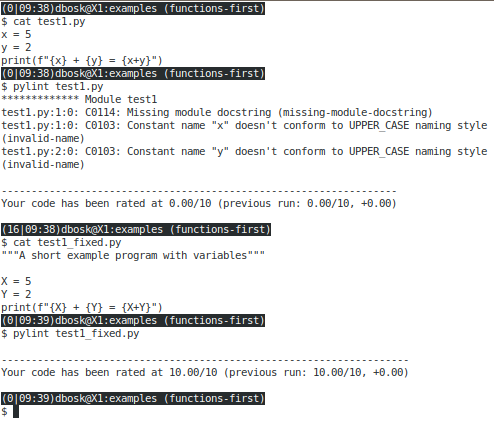 (0|09:38)dbosk@X1:examples (functions-first)
$ cat test1.py
x = 5
y = 2
print(f"{x} + {y} = {x+y}")
(0|09:38)dbosk@X1:examples (functions-first)
$ pylint test1.py
************* Module test1
test1.py:1:0: C0114: Missing module docstring (missing-module-docstring)
test1.py:1:0: C0103: Constant name "x" doesn't conform to UPPER_CASE naming style
(invalid-name)
test1.py:2:0: C0103: Constant name "y" doesn't conform to UPPER_CASE naming style
(invalid-name)
------------------------------------------------------------------
Your code has been rated at 0.00/10 (previous run: 0.00/10, +0.00)
(16|09:38)dbosk@X1:examples (functions-first)
$ cat test1_fixed.py
"""A short example program with variables"""
X = 5
Y = 2
print(f"{X} + {Y} = {X+Y}")
(0|09:39)dbosk@X1:examples (functions-first)
$ pylint test1_fixed.py
--------------------------------------------------------------------
Your code has been rated at 10.00/10 (previous run: 10.00/10, +0.00)
(0|09:39)dbosk@X1:examples (functions-first)
$